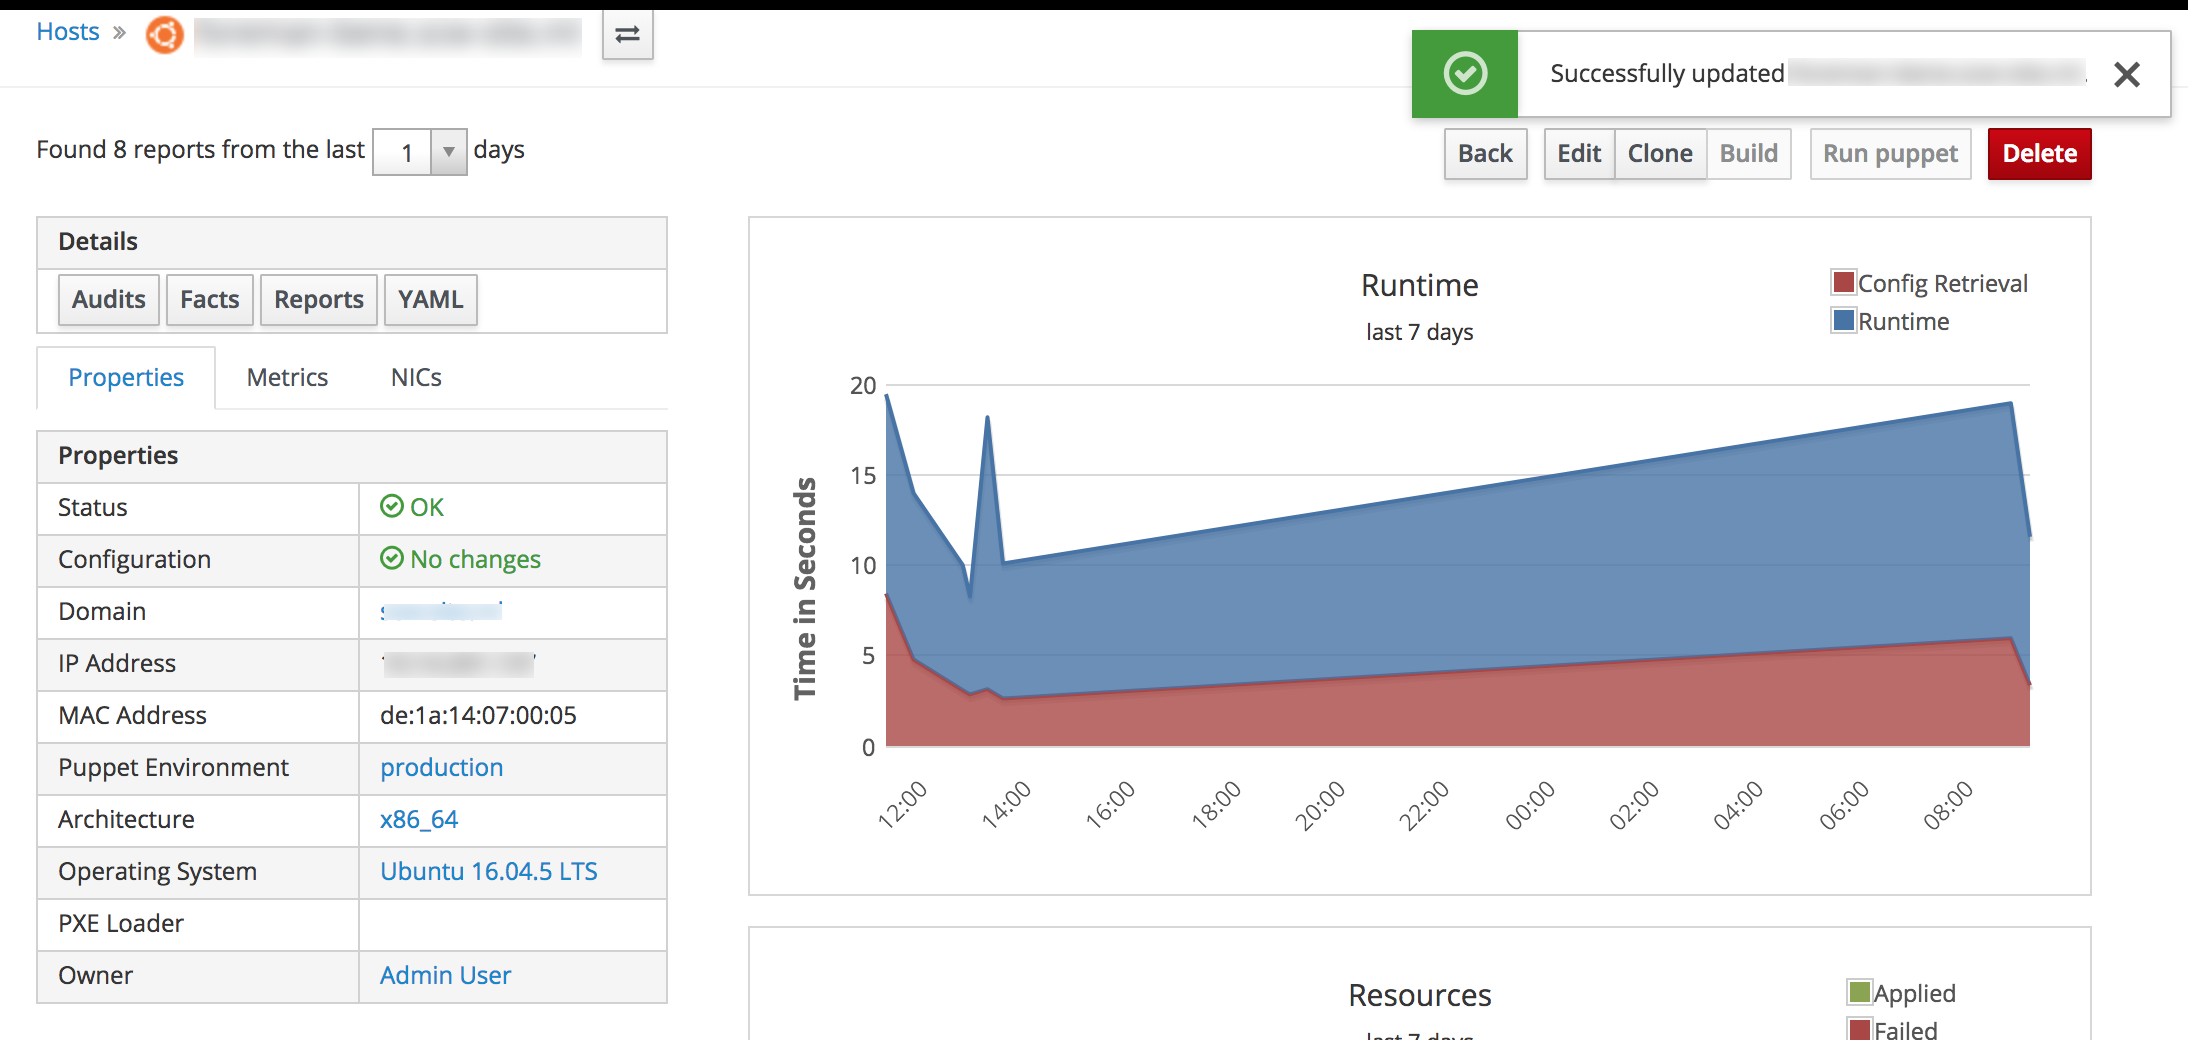 Hosts »
Successfully updated
Found 8 reports from the last 1 days
Back Edit Clone Build Run puppet Delete
Details
Audits Facts Reports YAML
Properties Metrics NICs
Properties
Status OK
Configuration No changes
Domain
IP Address
MAC Address de:1a:14:07:00:05
Puppet Environment production
Architecture x86_64
Operating System Ubuntu 16.04.5 LTS
PXE Loader
Owner Admin User
Runtime
last 7 days
Config Retrieval
Runtime
Time in Seconds
20
15
10
5
0
12:00 14:00 16:00 18:00 20:00 22:00 00:00 02:00 04:00 06:00 08:00
Resources
last 7 days
Applied
Failed